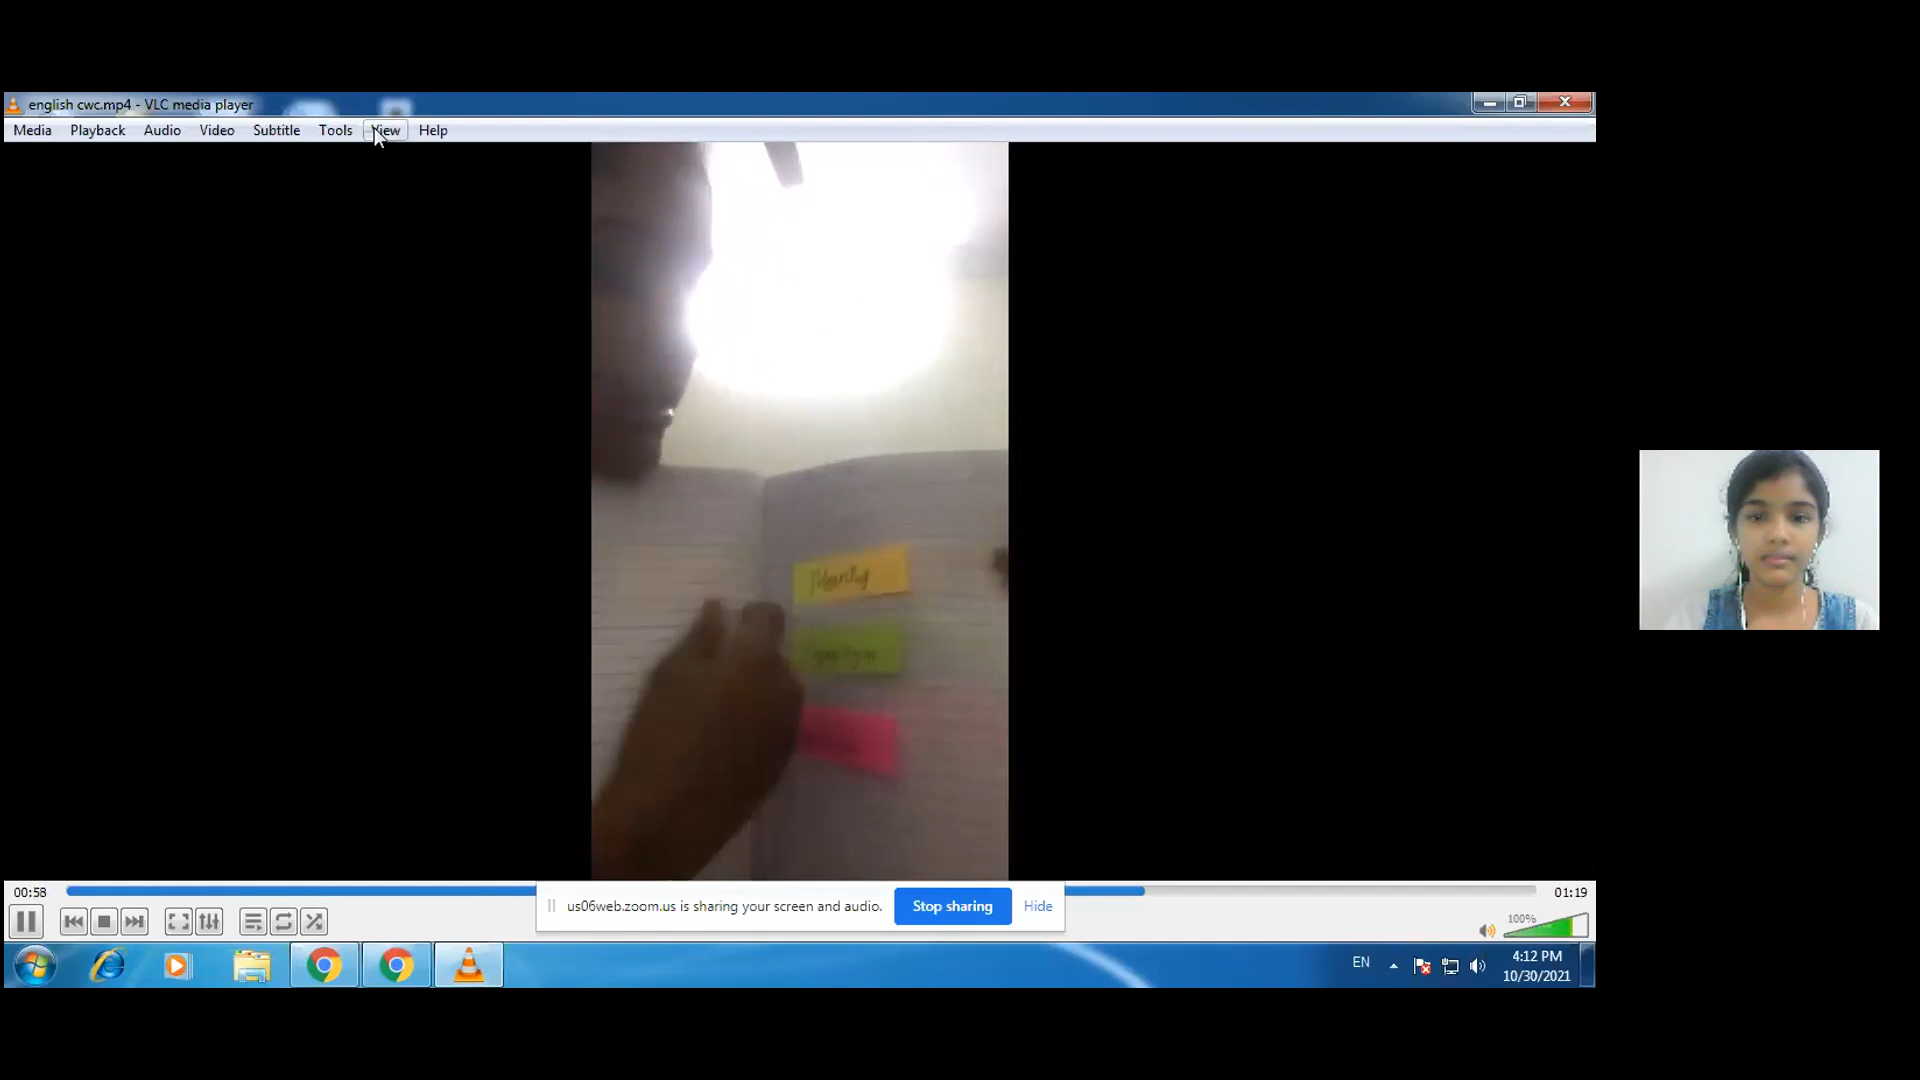 english cwc.mp4 - VLC media player
Media Playback Audio Video Subtitle Tools View Help
Identity
00:58
01:19
us06web.zoom.us is sharing your screen and audio.
Stop sharing
Hide
100%
EN
4:12 PM
10/30/2021